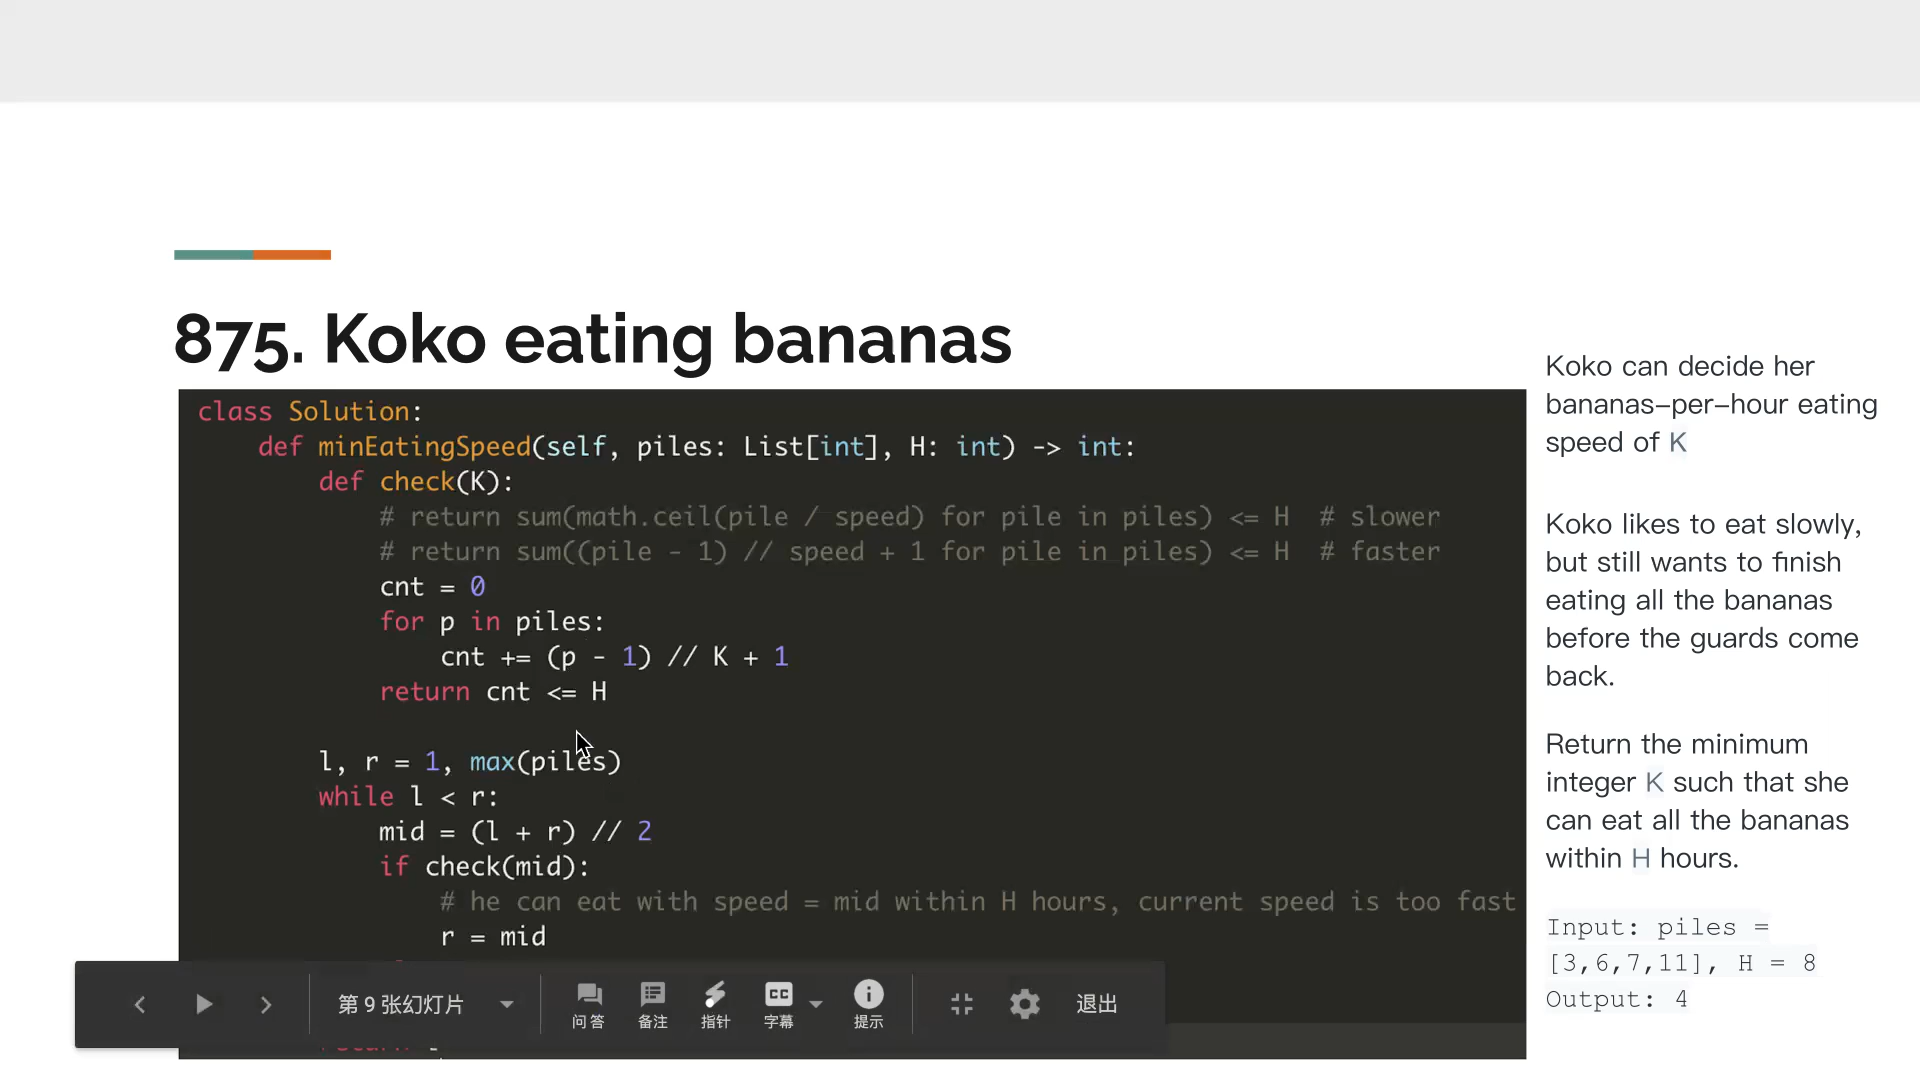 875. Koko eating bananas
class Solution:
def minEatingSpeed(self, piles: List[int], H: int) -> int:
def check(K):
# return sum(math.ceil(pile / speed) for pile in piles) <= H  # slower
# return sum((pile - 1) // speed + 1 for pile in piles) <= H  # faster
cnt = 0
for p in piles:
cnt += (p - 1) // K + 1
return cnt <= H
l, r = 1, max(piles)
while l < r:
mid = (l + r) // 2
if check(mid):
# he can eat with speed = mid within H hours, current speed is too fast
r = mid
Koko can decide her
bananas-per-hour eating
speed of K
Koko likes to eat slowly,
but still wants to finish
eating all the bananas
before the guards come
back.
Return the minimum
integer K such that she
can eat all the bananas
within H hours.
Input: piles =
[3,6,7,11], H = 8
Output: 4
第 9 张幻灯片
问答
备注
指针
CC
字幕
提示
退出